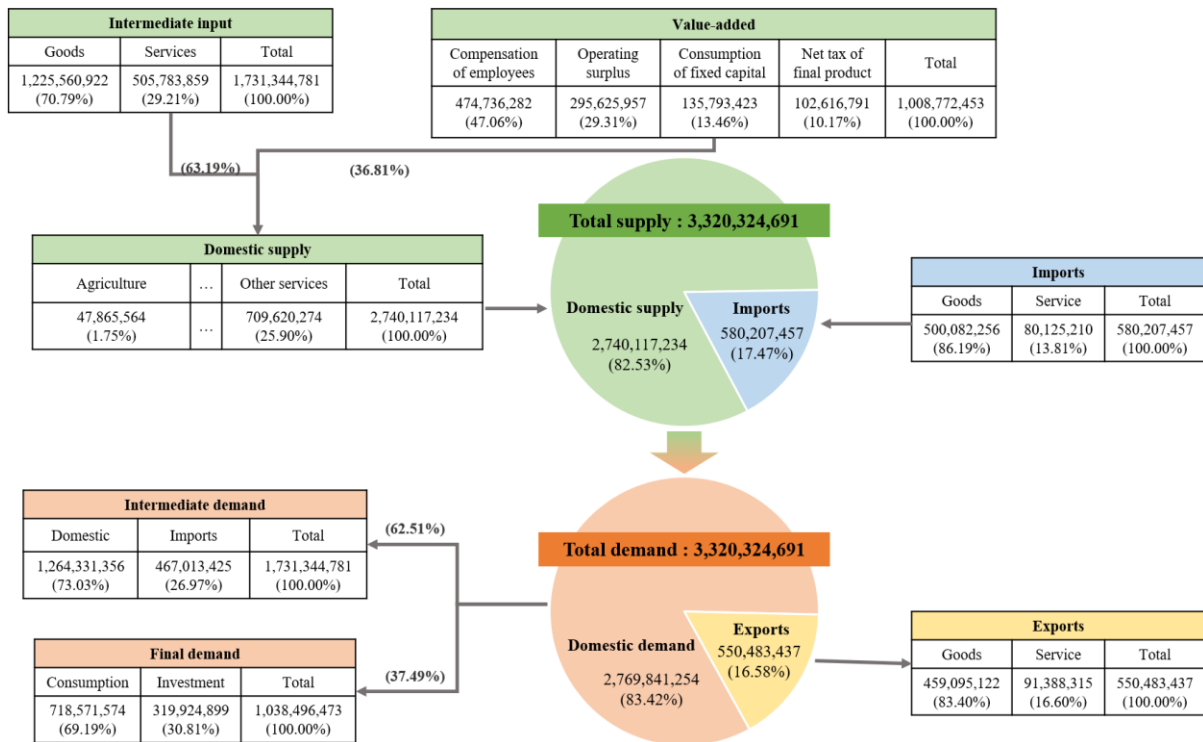 Intermediate input
Goods Services Total
1,225,560,922 505,783,859 1,731,344,781
(70.79%) (29.21%) (100.00%)
Value-added
Compensation of employees Operating surplus Consumption of fixed capital Net tax of final product Total
474,736,282 295,625,957 135,793,423 102,616,791 1,008,772,453
(47.06%) (29.31%) (13.46%) (10.17%) (100.00%)
(63.19%) (36.81%)
Total supply : 3,320,324,691
Domestic supply
Agriculture … Other services Total
47,865,564 … 709,620,274 2,740,117,234
(1.75%) (25.90%) (100.00%)
Domestic supply
2,740,117,234
(82.53%)
Imports
580,207,457
(17.47%)
Imports
Goods Service Total
500,082,256 80,125,210 580,207,457
(86.19%) (13.81%) (100.00%)
Intermediate demand
Domestic Imports Total
1,264,331,356 467,013,425 1,731,344,781
(73.03%) (26.97%) (100.00%)
(62.51%)
Total demand : 3,320,324,691
Final demand
Consumption Investment Total
718,571,574 319,924,899 1,038,496,473
(69.19%) (30.81%) (100.00%)
(37.49%)
Domestic demand
2,769,841,254
(83.42%)
Exports
550,483,437
(16.58%)
Exports
Goods Service Total
459,095,122 91,388,315 550,483,437
(83.40%) (16.60%) (100.00%)